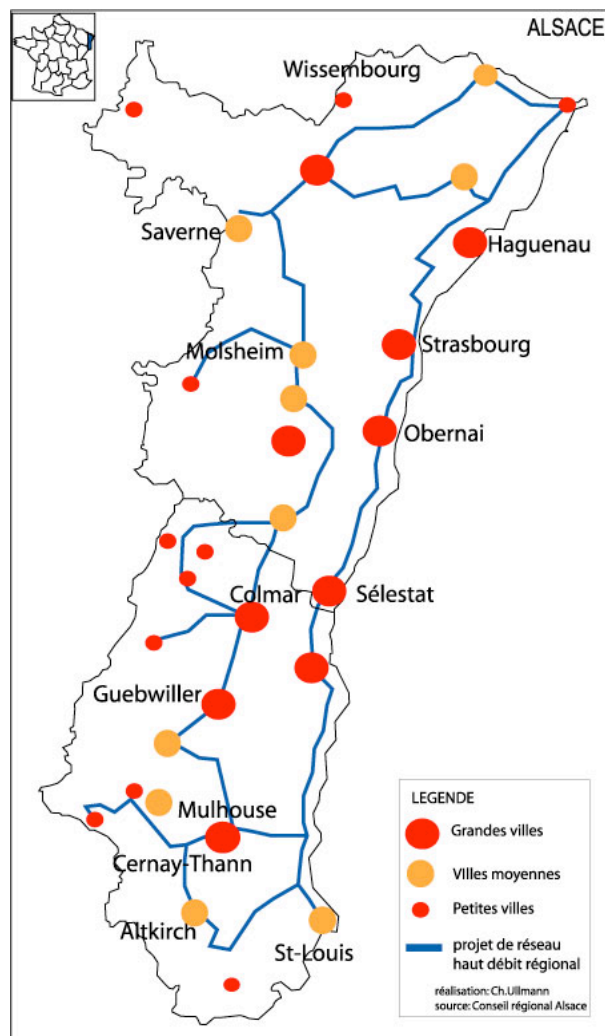 ALSACE
Wissembourg
Saverne
Haguenau
Molsheim
Strasbourg
Obernai
Colmar
Sélestat
Guebwiller
Mulhouse
Cernay-Thann
Altkirch
St-Louis
LEGENDE
Grandes villes
VIlles moyennes
Petites villes
projet de réseau
haut débit régional
réalisation: Ch.Ullmann
source: Conseil régional Alsace